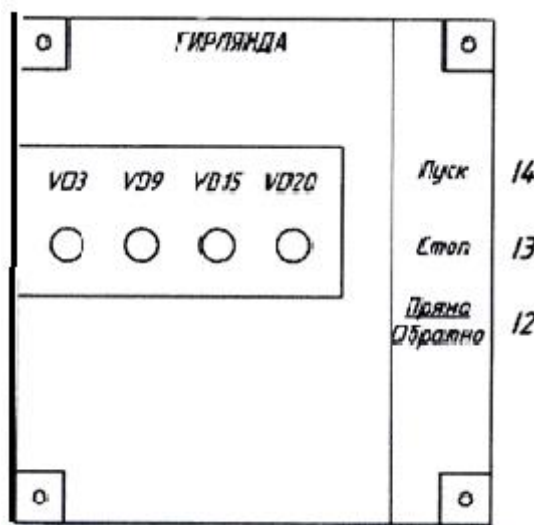 ГИРЛЯНДА
VD3 VD9 VD15 VD20
Пуск 14
Стоп 13
Прямо
Обратно 12